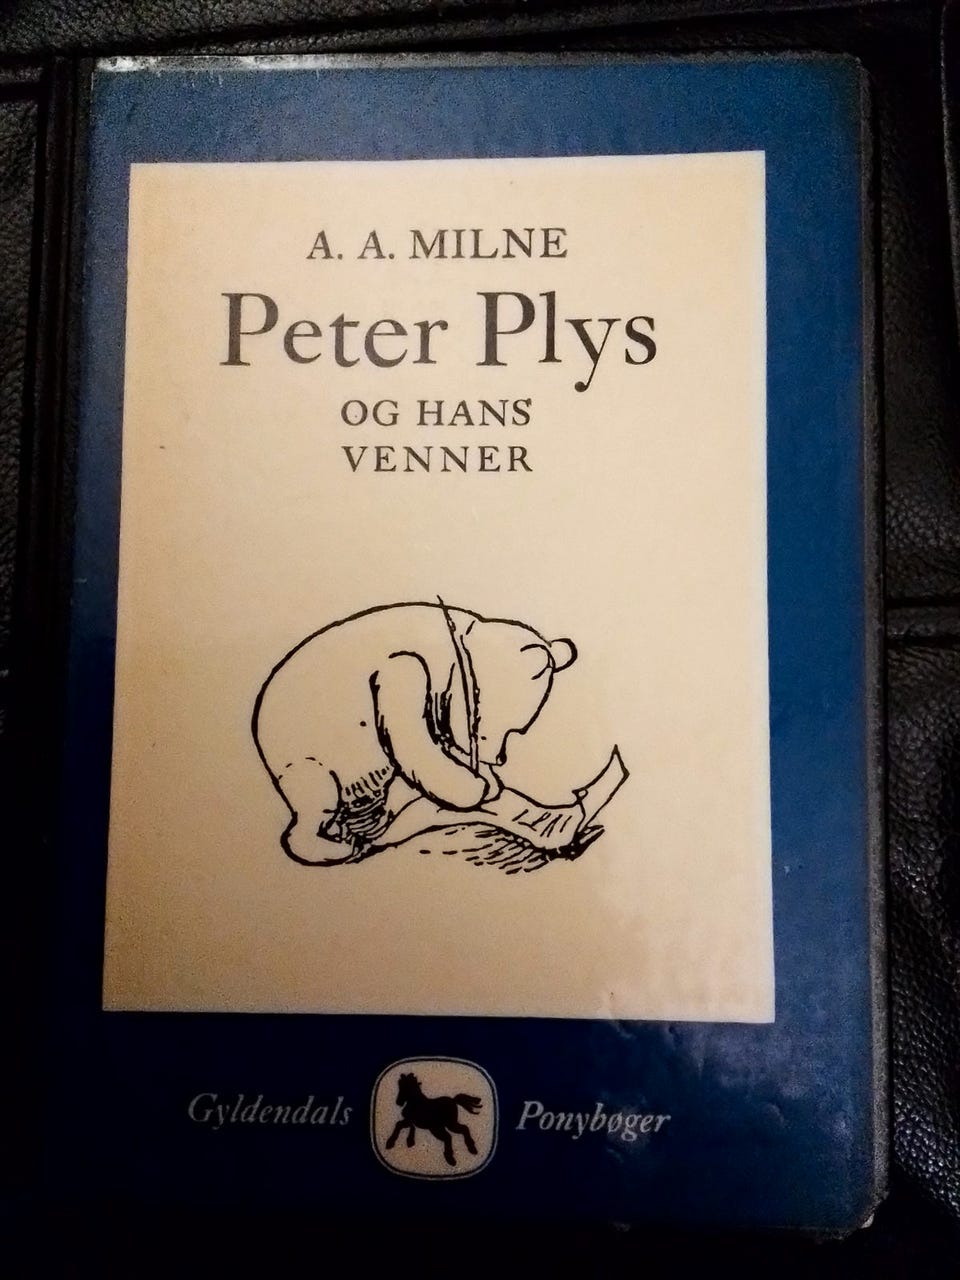 A. A. MILNE
Peter Plys
OG HANS
VENNER
Gyldendals Ponybøger